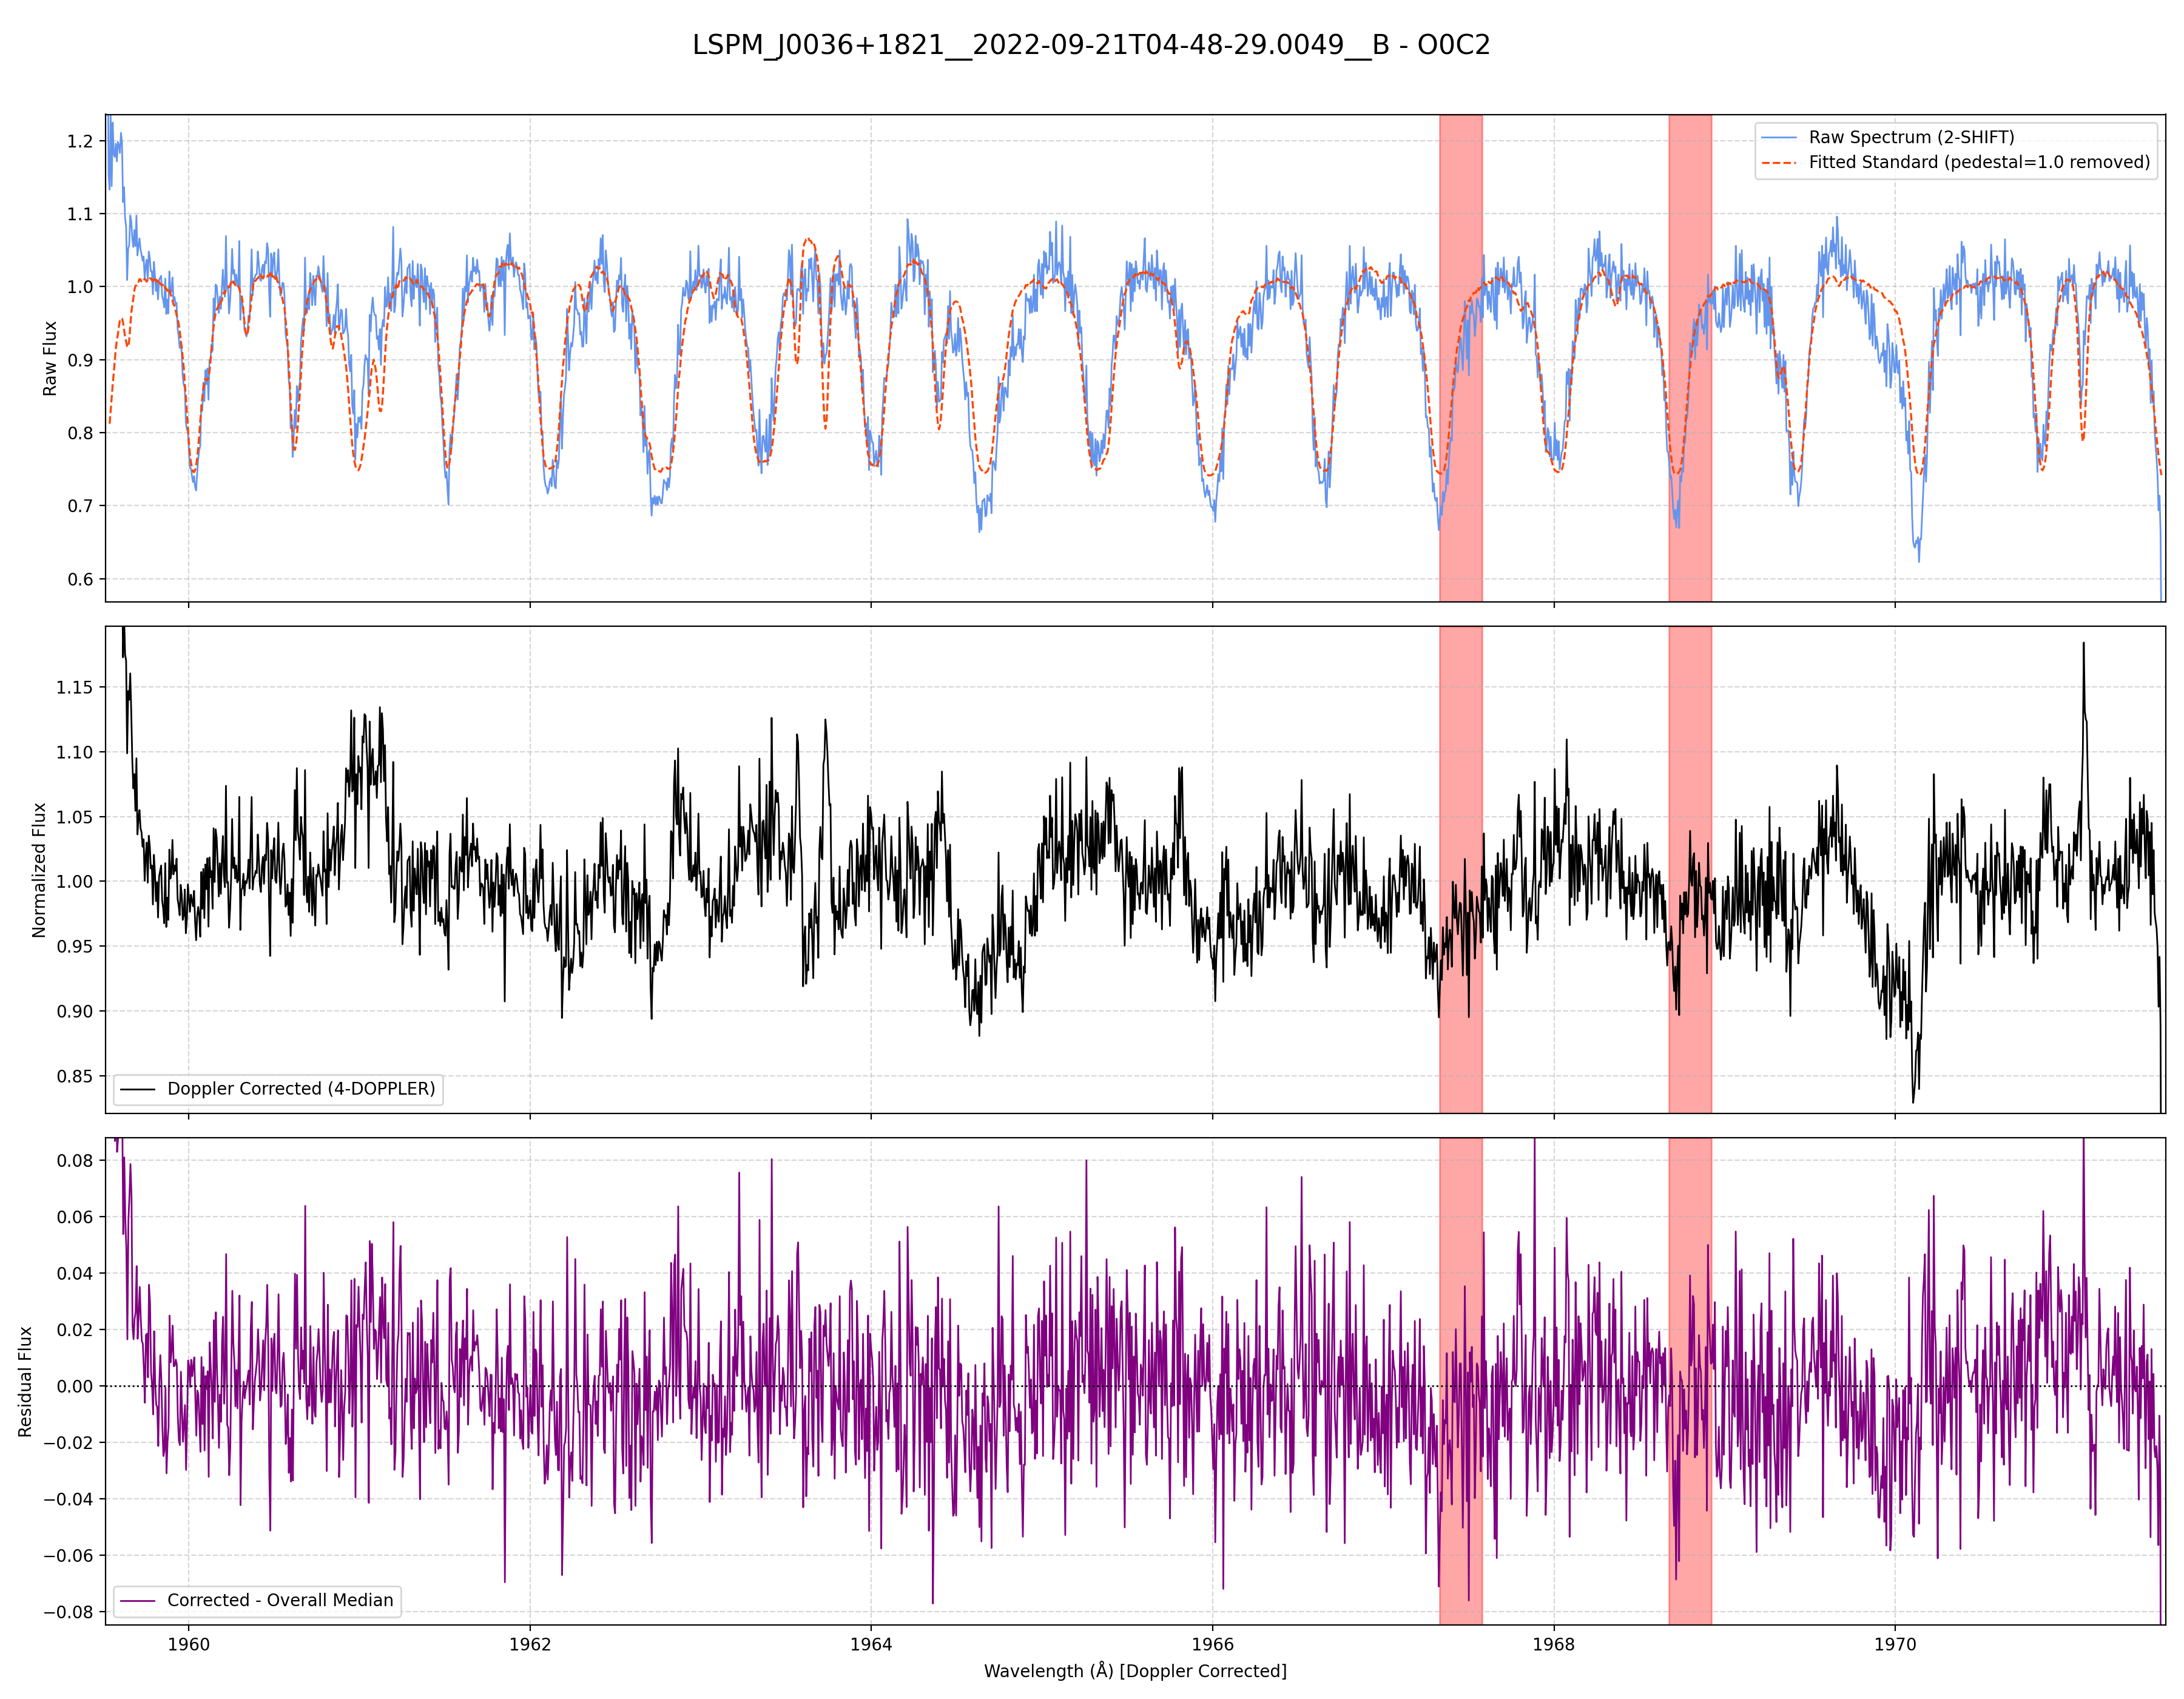 LSPM_J0036+1821__2022-09-21T04-48-29.0049__B - O0C2
Raw Spectrum (2-SHIFT)
Fitted Standard (pedestal=1.0 removed)
1.2
1.1
1.0
0.9
0.8
0.7
0.6
Raw Flux
1.15
1.10
1.05
1.00
0.95
0.90
0.85
Normalized Flux
Doppler Corrected (4-DOPPLER)
0.08
0.06
0.04
0.02
0.00
−0.02
−0.04
−0.06
−0.08
Residual Flux
Corrected - Overall Median
1960 1962 1964 1966 1968 1970
Wavelength (Å) [Doppler Corrected]